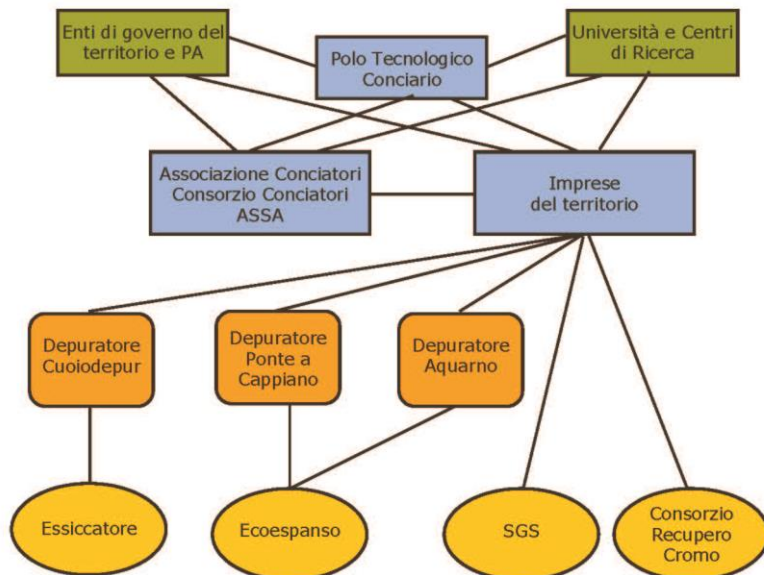 Enti di governo del
territorio e PA
Polo Tecnologico
Conciario
Università e Centri
di Ricerca
Associazione Conciatori
Consorzio Conciatori
ASSA
Imprese
del territorio
Depuratore
Cuoiodepur
Depuratore
Ponte a
Cappiano
Depuratore
Aquarno
Essiccatore
Ecoespanso
SGS
Consorzio
Recupero
Cromo